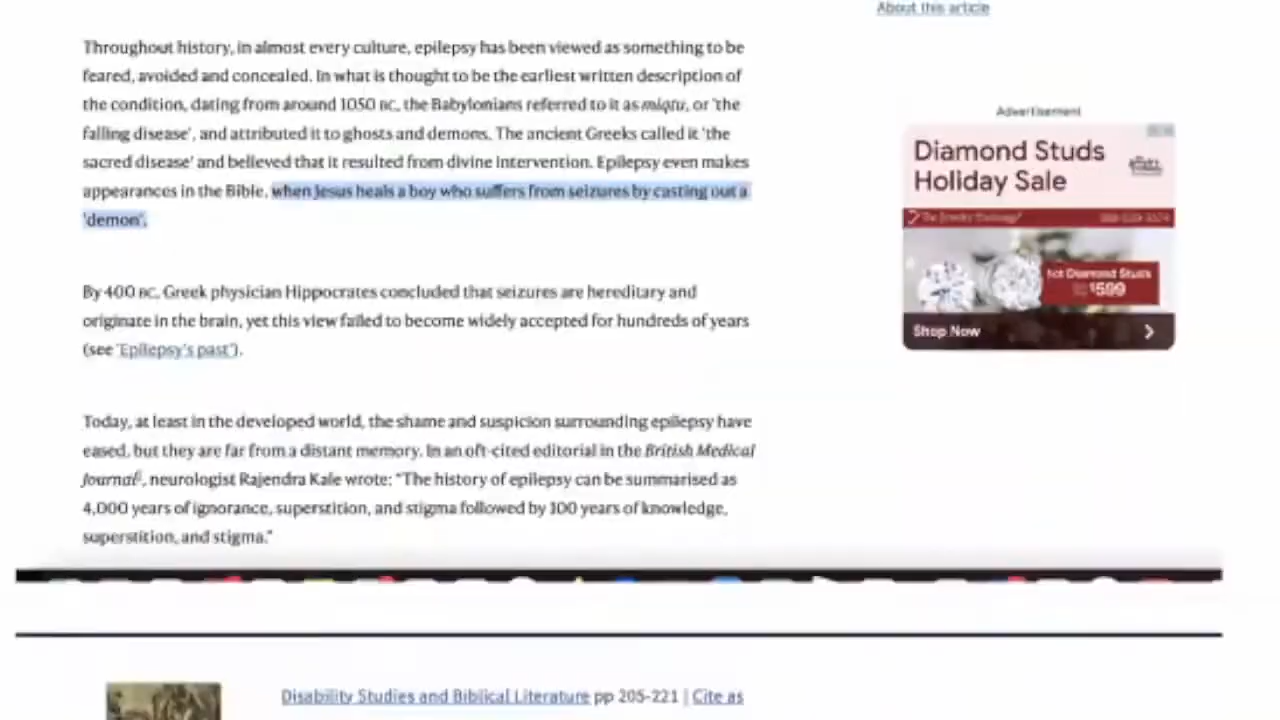 About this article
Throughout history, in almost every culture, epilepsy has been viewed as something to be
feared, avoided and concealed. In what is thought to be the earliest written description of
the condition, dating from around 1050 BC, the Babylonians referred to it as miqtu, or 'the
falling disease', and attributed it to ghosts and demons. The ancient Greeks called it 'the
sacred disease' and believed that it resulted from divine intervention. Epilepsy even makes
appearances in the Bible, when Jesus heals a boy who suffers from seizures by casting out a
'demon'.
By 400 BC, Greek physician Hippocrates concluded that seizures are hereditary and
originate in the brain, yet this view failed to become widely accepted for hundreds of years
(see 'Epilepsy's past').
Today, at least in the developed world, the shame and suspicion surrounding epilepsy have
eased, but they are far from a distant memory. In an oft-cited editorial in the British Medical
Journal¹, neurologist Rajendra Kale wrote: "The history of epilepsy can be summarised as
4,000 years of ignorance, superstition, and stigma followed by 100 years of knowledge,
superstition, and stigma."
Advertisement
Diamond Studs
Holiday Sale
The Jewelry Exchange
Diamond Studs
$599
Shop Now
Disability Studies and Biblical Literature pp 205-221 | Cite as